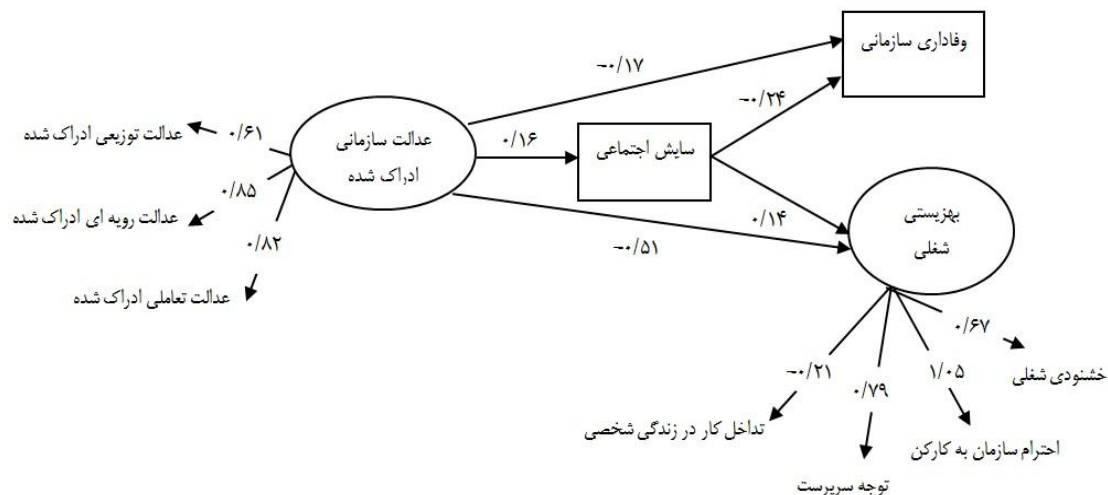 وفاداری سازمانی
−۰/۱۷
−۰/۲۴
عدالت سازمانی
ادراک شده
۰/۱۶
سایش اجتماعی
۰/۶۱
عدالت توزیعی ادراک شده
۰/۸۵
عدالت رویه ای ادراک شده
۰/۸۲
عدالت تعاملی ادراک شده
۰/۱۴
−۰/۵۱
بهزیستی
شغلی
۰/۶۷
خشنودی شغلی
۱/۰۵
احترام سازمان به کارکن
۰/۷۹
توجه سرپرست
−۰/۲۱
تداخل کار در زندگی شخصی